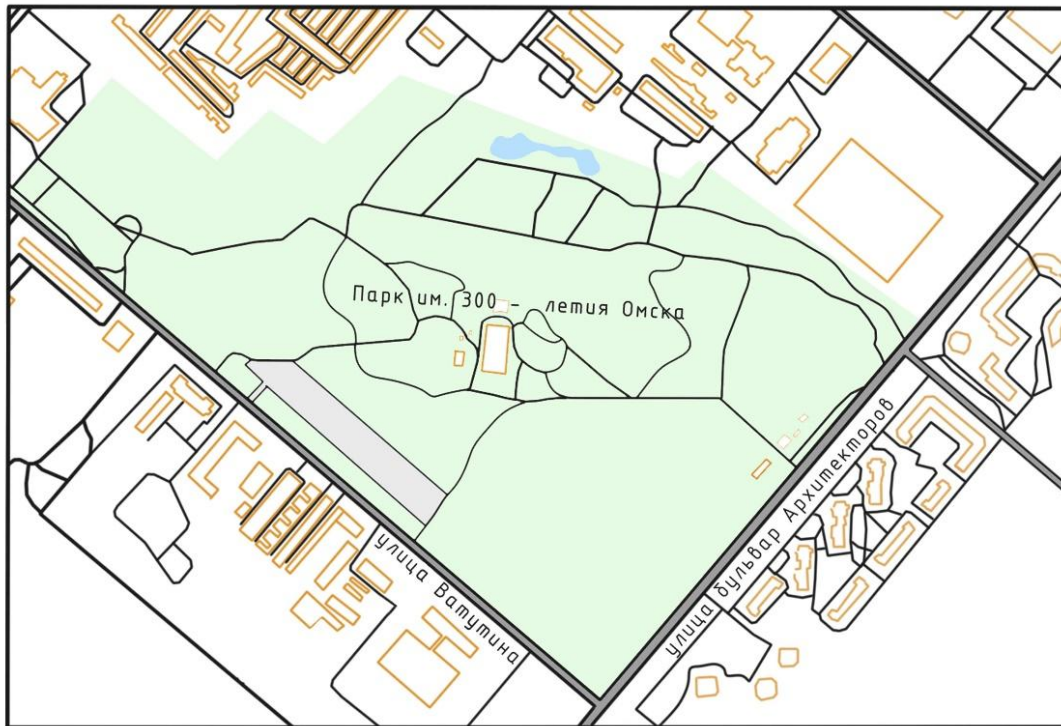 Парк им. 300 - летия Омска
улица Ватутина
улица бульвар Архитекторов